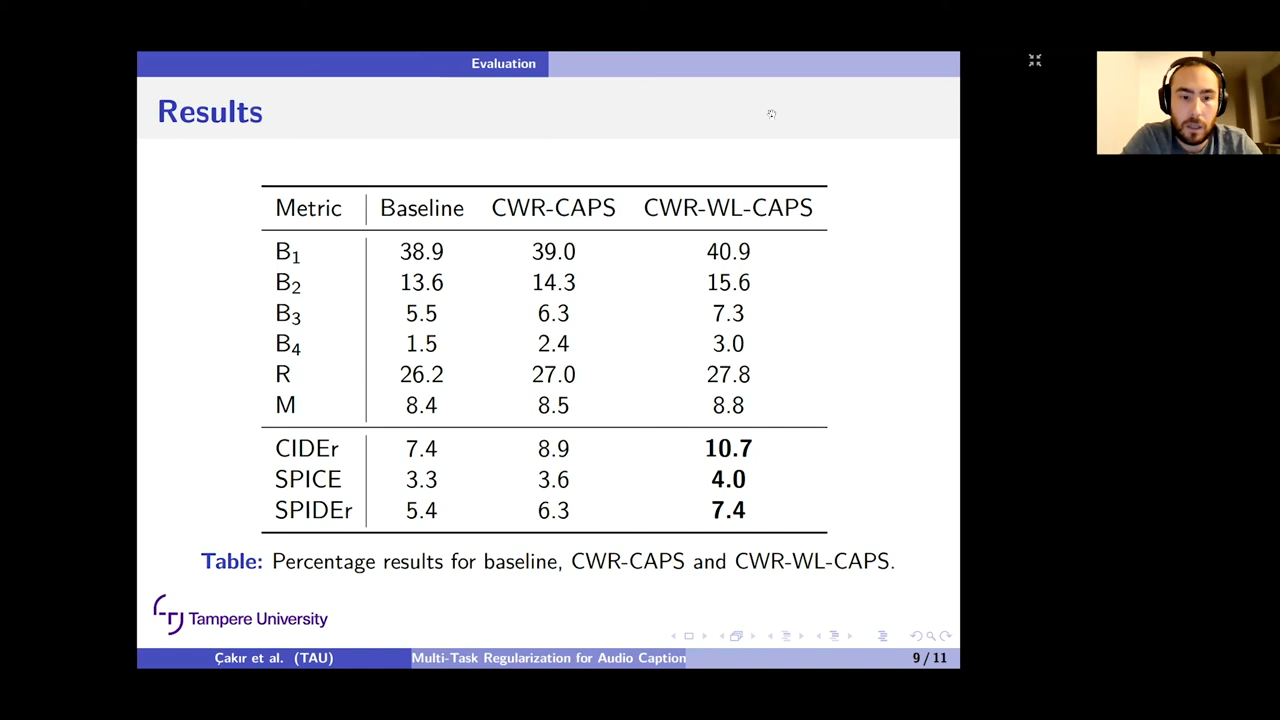 Evaluation
Results
Metric Baseline CWR-CAPS CWR-WL-CAPS
B1 38.9 39.0 40.9
B2 13.6 14.3 15.6
B3 5.5 6.3 7.3
B4 1.5 2.4 3.0
R 26.2 27.0 27.8
M 8.4 8.5 8.8
CIDEr 7.4 8.9 10.7
SPICE 3.3 3.6 4.0
SPIDEr 5.4 6.3 7.4
Table: Percentage results for baseline, CWR-CAPS and CWR-WL-CAPS.
Tampere University
Çakır et al. (TAU) Multi-Task Regularization for Audio Caption 9 / 11